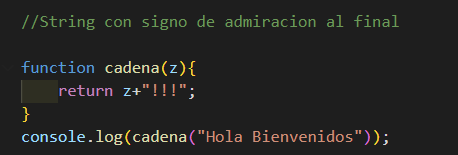 //String con signo de admiracion al final
function cadena(z){
    return z+"!!!";
}
console.log(cadena("Hola Bienvenidos"));